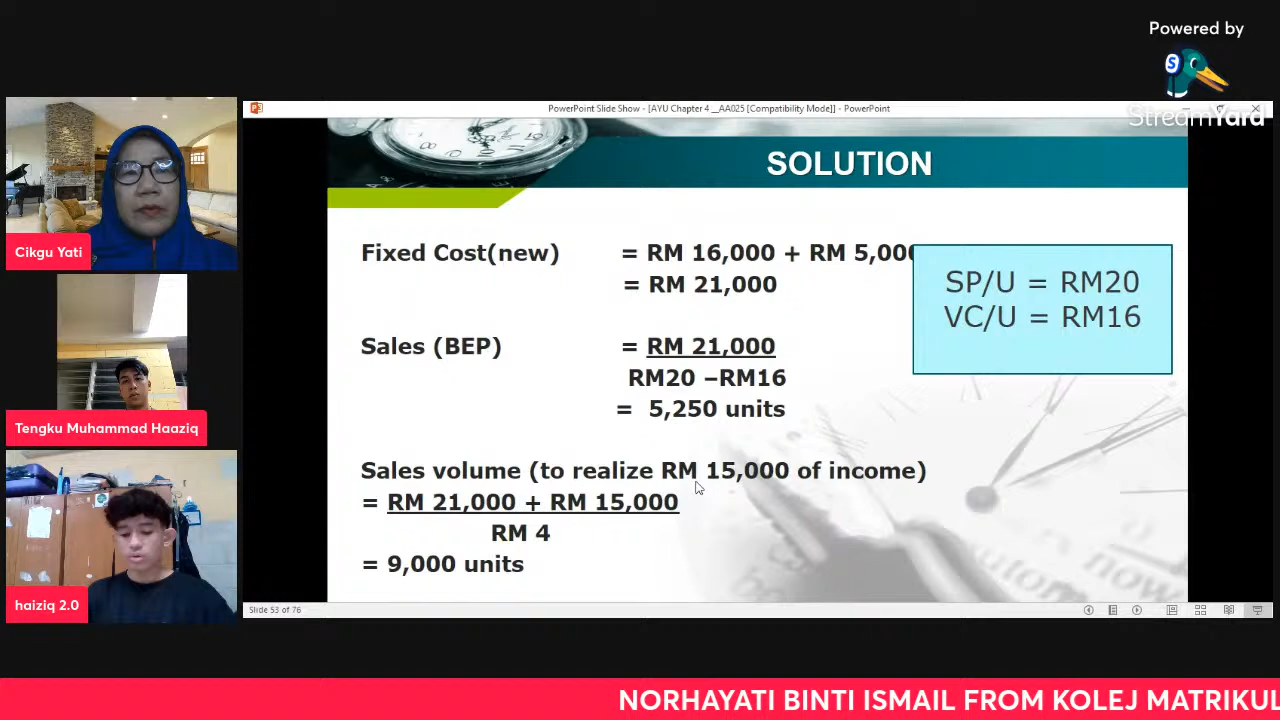 Powered by
StreamYard
PowerPoint Slide Show - [AYU Chapter 4 __AA025 [Compatibility Mode]] - PowerPoint
SOLUTION
Fixed Cost(new) = RM 16,000 + RM 5,000
= RM 21,000
SP/U = RM20
VC/U = RM16
Sales (BEP) = RM 21,000
RM20 –RM16
= 5,250 units
Sales volume (to realize RM 15,000 of income)
= RM 21,000 + RM 15,000
RM 4
= 9,000 units
Slide 53 of 76
Cikgu Yati
Tengku Muhammad Haaziq
haiziq 2.0
NORHAYATI BINTI ISMAIL FROM KOLEJ MATRIKUL